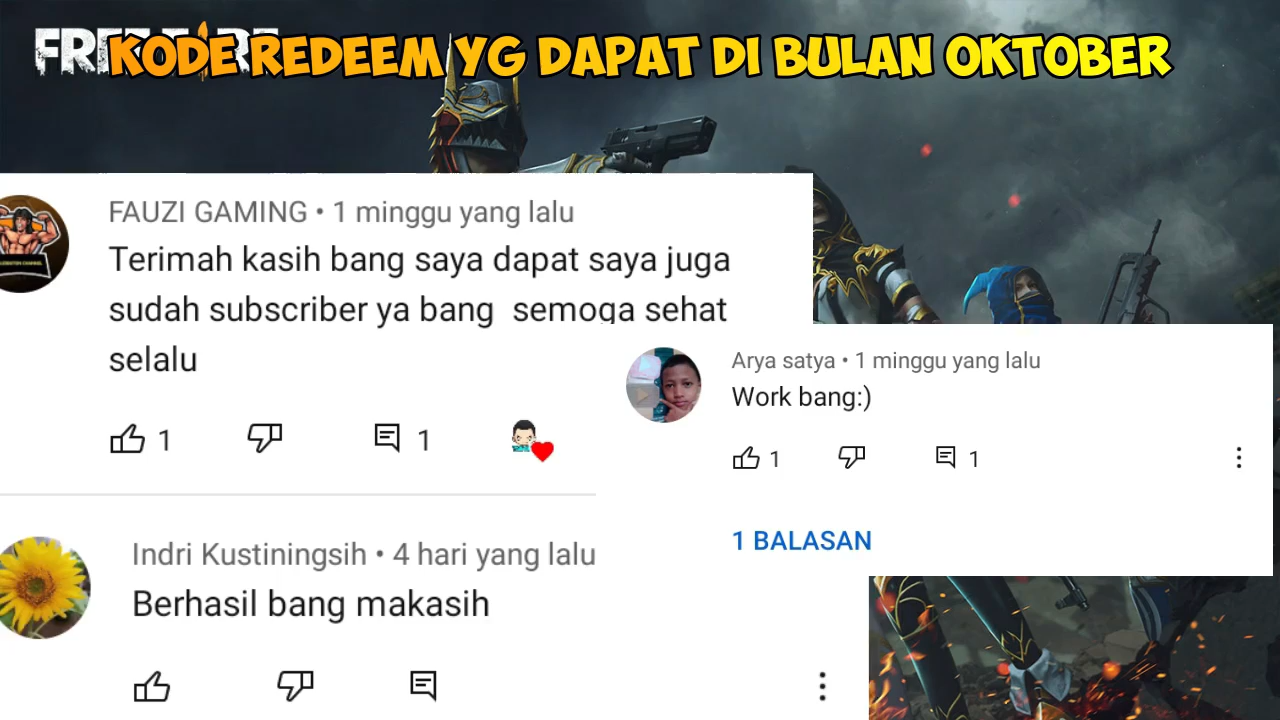 FREE FIRE
KODE REDEEM YG DAPAT DI BULAN OKTOBER
FAUZI GAMING • 1 minggu yang lalu
Terimah kasih bang saya dapat saya juga
sudah subscriber ya bang semoga sehat
selalu
1
1
Arya satya • 1 minggu yang lalu
Work bang:)
1
1
1 BALASAN
Indri Kustiningsih • 4 hari yang lalu
Berhasil bang makasih